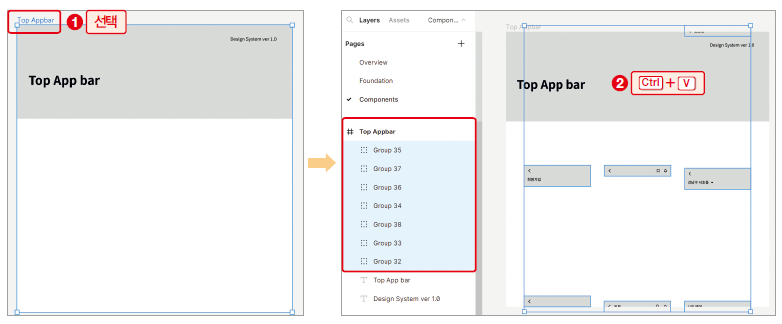 Top Appbar
1 선택
Design System ver 1.0
Top App bar
Layers Assets Compon...
Pages
Overview
Foundation
Components
Top Appbar
Group 35
Group 37
Group 36
Group 34
Group 38
Group 33
Group 32
Top App bar
Design System ver 1.0
Top Appbar
Design System ver 1.0
Top App bar
2 Ctrl + V